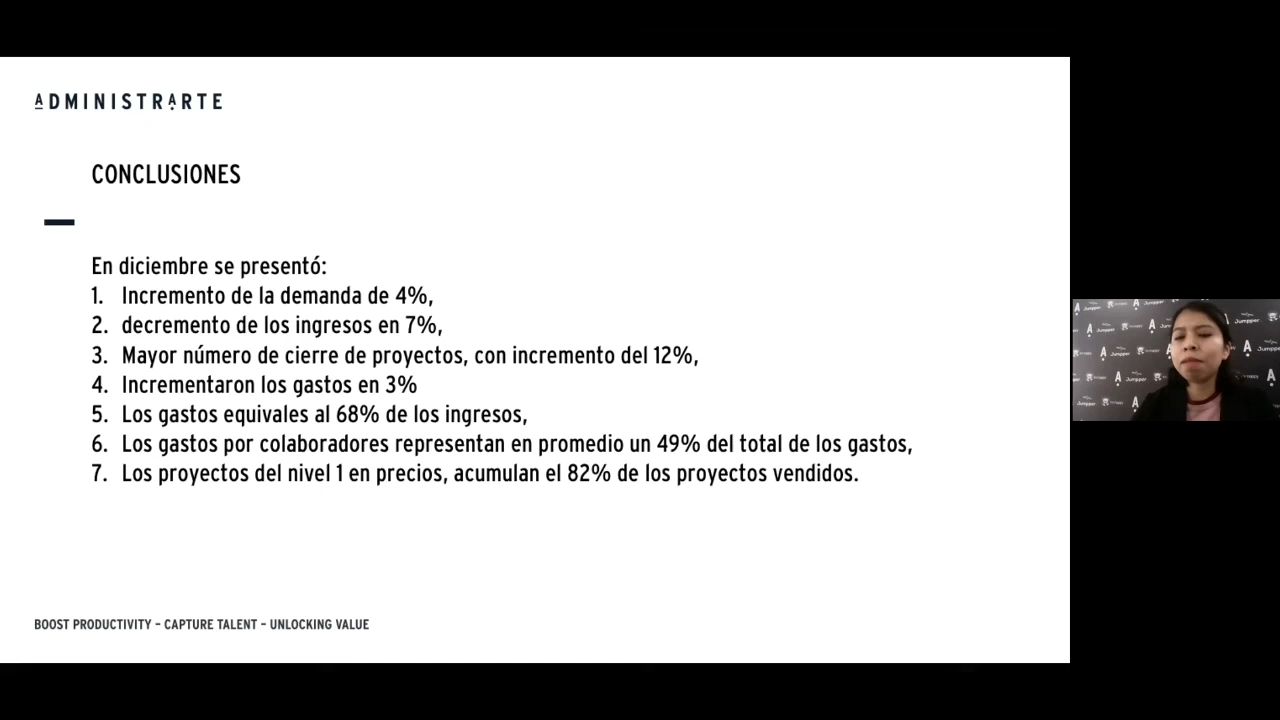 ADMINISTRARTE
CONCLUSIONES
En diciembre se presentó:
1. Incremento de la demanda de 4%,
2. decremento de los ingresos en 7%,
3. Mayor número de cierre de proyectos, con incremento del 12%,
4. Incrementaron los gastos en 3%
5. Los gastos equivales al 68% de los ingresos,
6. Los gastos por colaboradores representan en promedio un 49% del total de los gastos,
7. Los proyectos del nivel 1 en precios, acumulan el 82% de los proyectos vendidos.
BOOST PRODUCTIVITY – CAPTURE TALENT – UNLOCKING VALUE
Jumpper
Jumpper
Jumpper
Jumpper